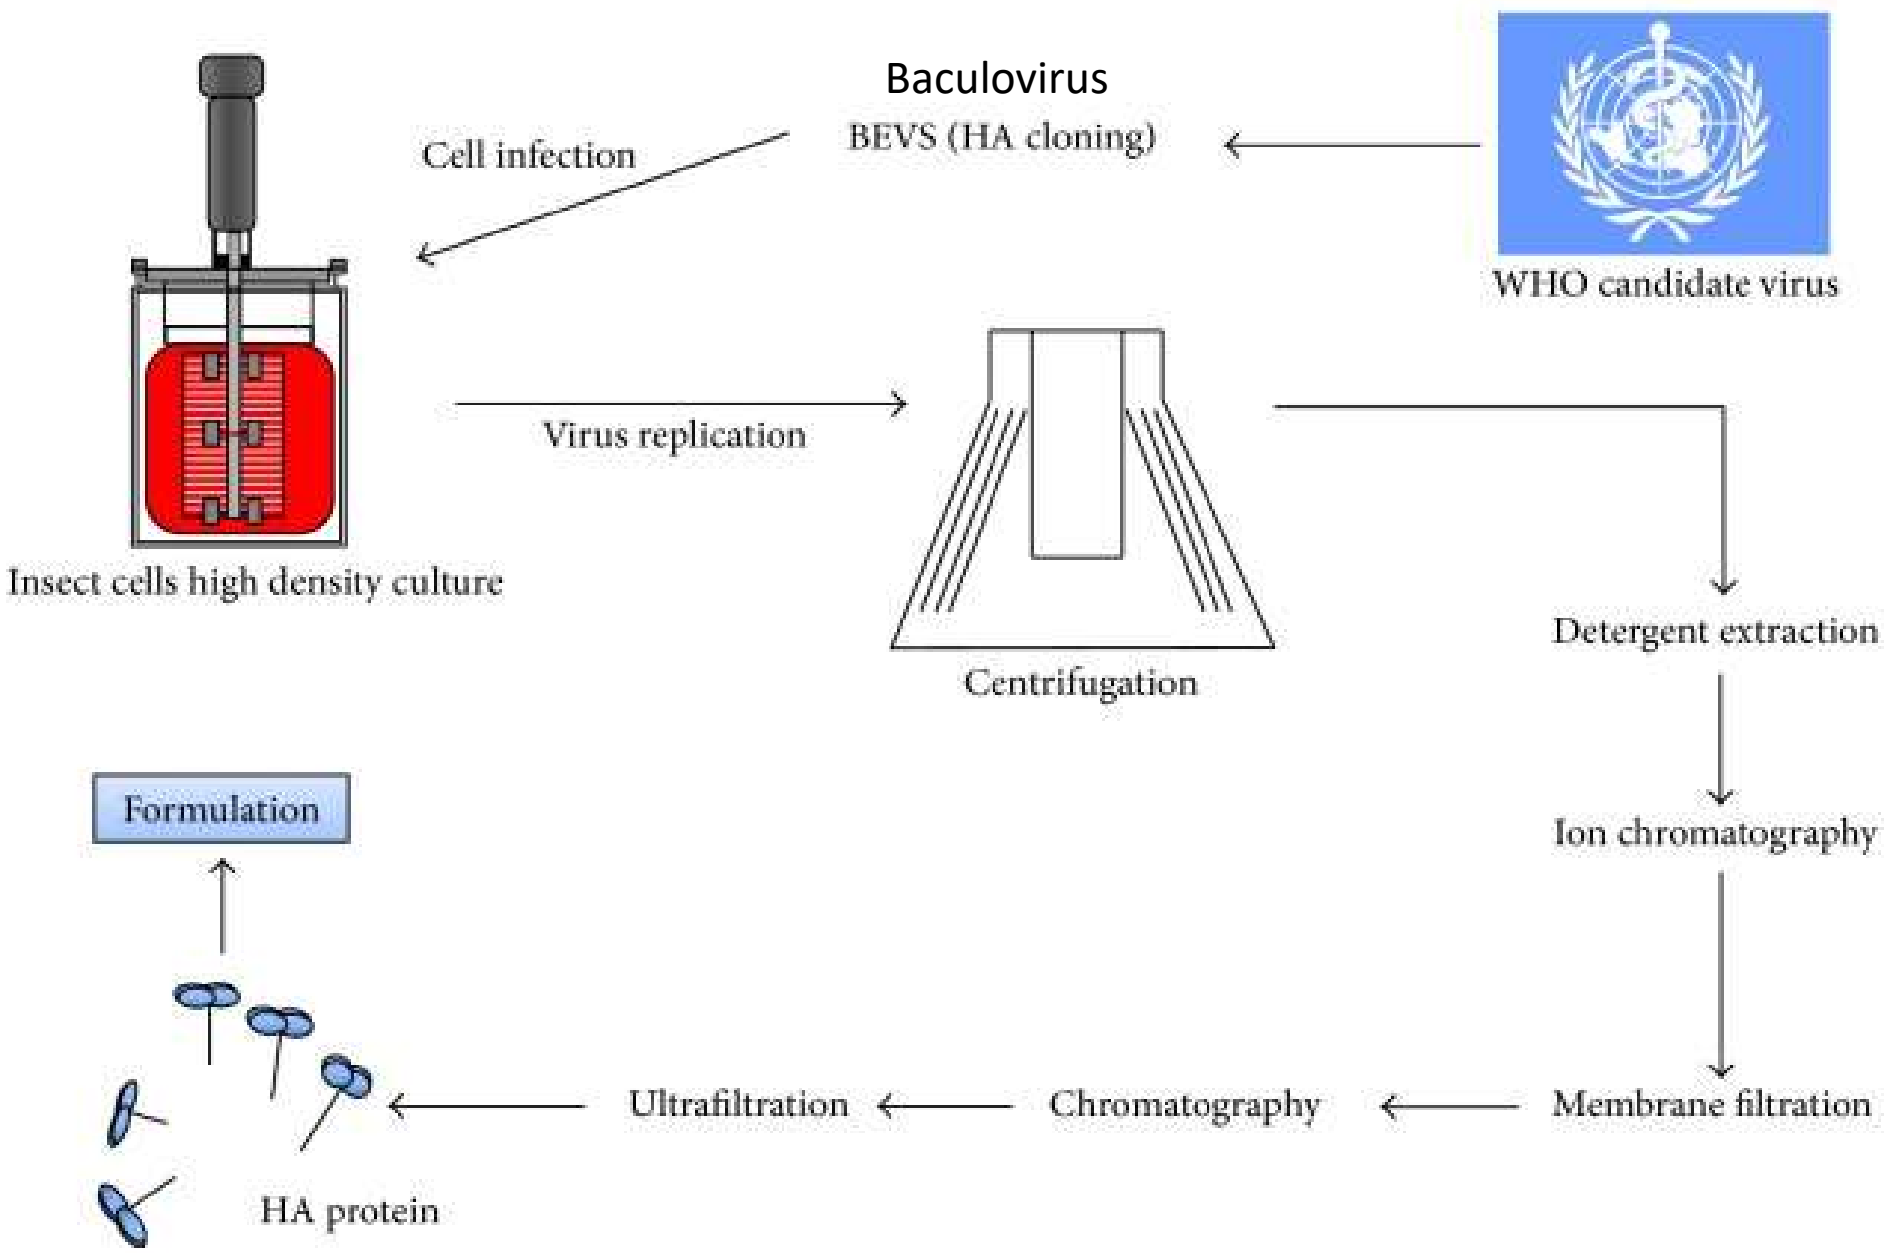 Baculovirus
BEVS (HA cloning)
Cell infection
WHO candidate virus
Virus replication
Insect cells high density culture
Centrifugation
Detergent extraction
Formulation
Ion chromatography
Ultrafiltration
Chromatography
Membrane filtration
HA protein